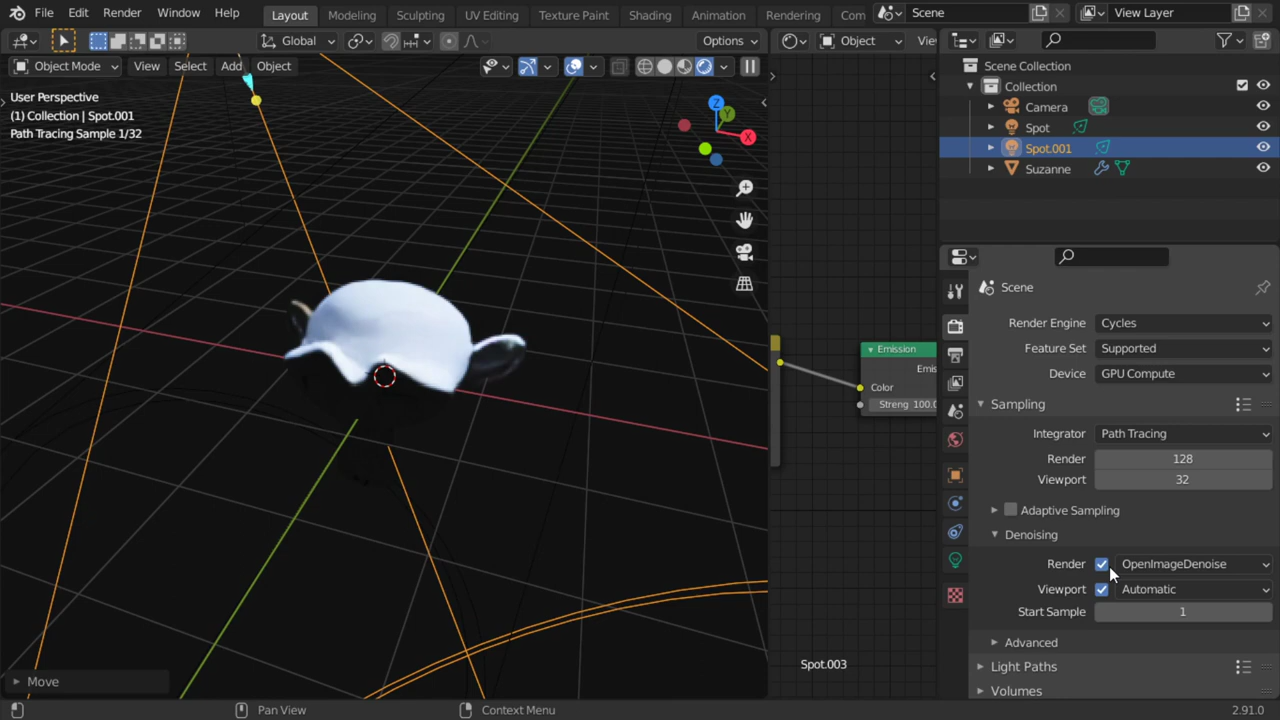 File Edit Render Window Help Layout Modeling Sculpting UV Editing Texture Paint Shading Animation Rendering Com Scene View Layer
Global Options Object Vie
Object Mode View Select Add Object
User Perspective
(1) Collection | Spot.001
Path Tracing Sample 1/32
Z
Y
X
Emission
Emis
Color
Streng 100.0
Spot.003
Move
Scene Collection
Collection
Camera
Spot
Spot.001
Suzanne
Scene
Render Engine Cycles
Feature Set Supported
Device GPU Compute
Sampling
Integrator Path Tracing
Render 128
Viewport 32
Adaptive Sampling
Denoising
Render OpenImageDenoise
Viewport Automatic
Start Sample 1
Advanced
Light Paths
Volumes
Pan View Context Menu 2.91.0